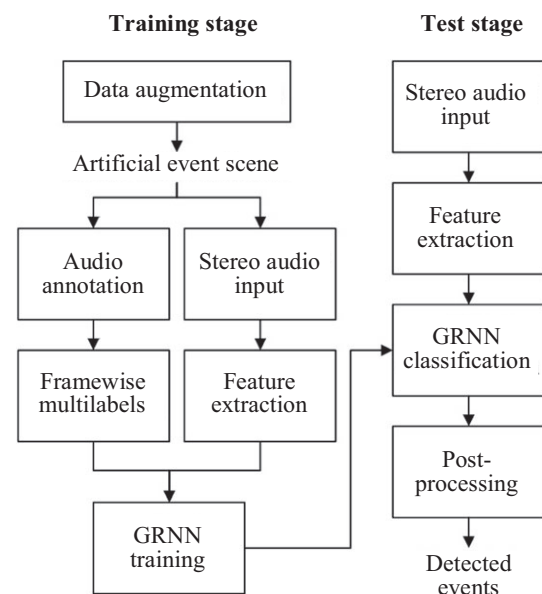 Training stage
Data augmentation
Artificial event scene
Audio
annotation
Stereo audio
input
Framewise
multilabels
Feature
extraction
GRNN
training
Test stage
Stereo audio
input
Feature
extraction
GRNN
classification
Post-
processing
Detected
events